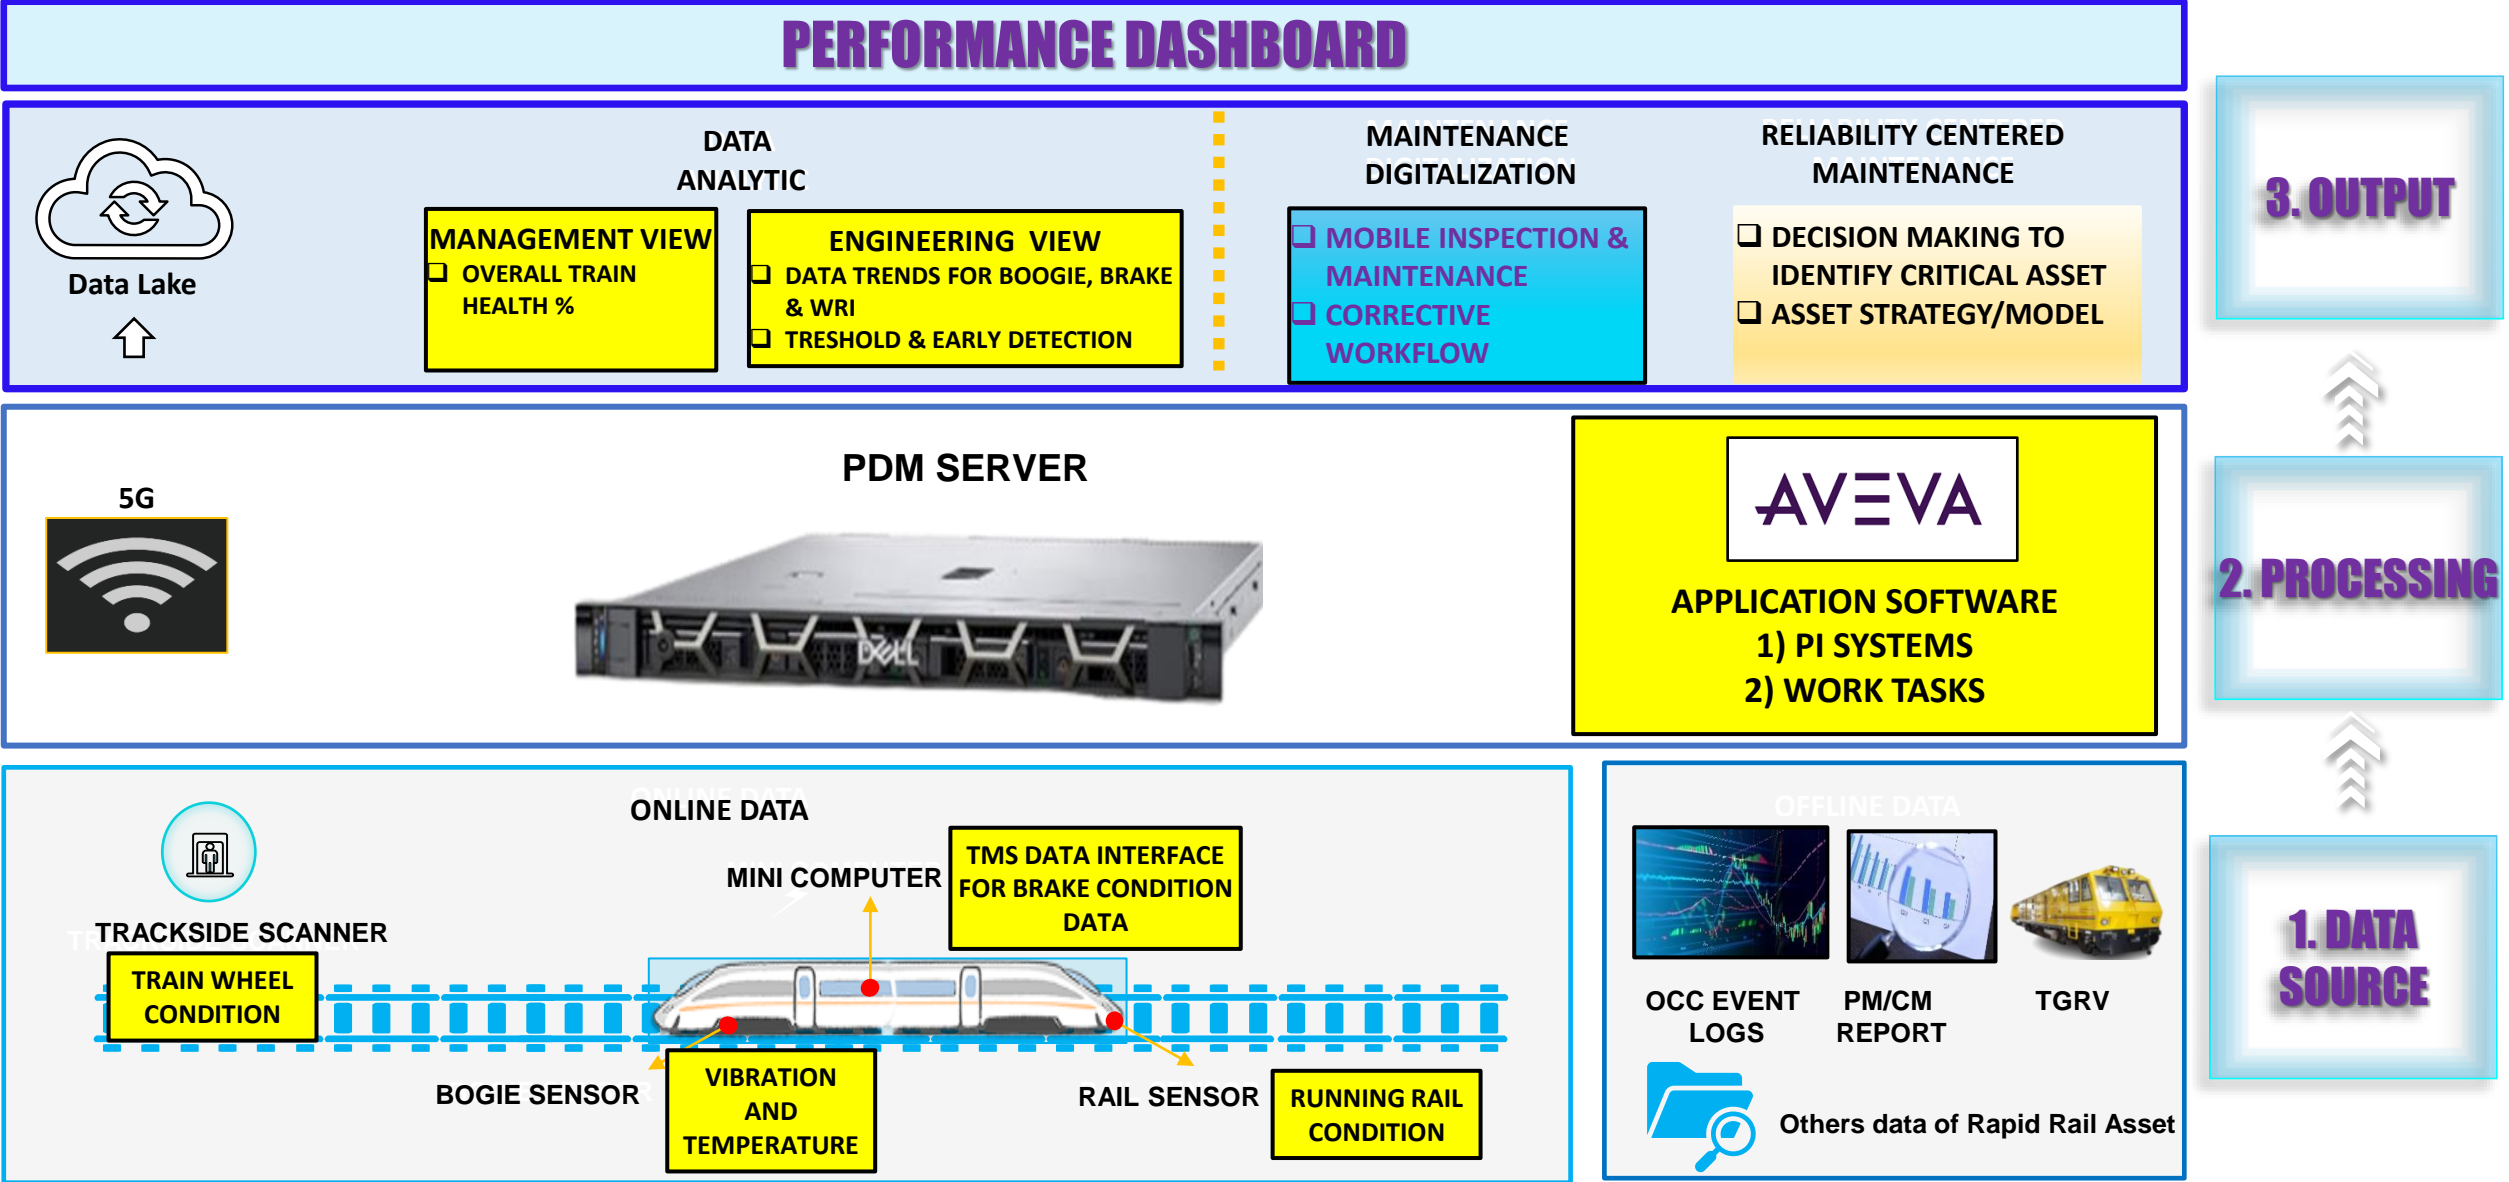 PERFORMANCE DASHBOARD
Data Lake
DATA
ANALYTIC
MANAGEMENT VIEW
OVERALL TRAIN
HEALTH %
ENGINEERING VIEW
DATA TRENDS FOR BOOGIE, BRAKE
& WRI
TRESHOLD & EARLY DETECTION
MAINTENANCE
DIGITALIZATION
MOBILE INSPECTION &
MAINTENANCE
CORRECTIVE
WORKFLOW
RELIABILITY CENTERED
MAINTENANCE
DECISION MAKING TO
IDENTIFY CRITICAL ASSET
ASSET STRATEGY/MODEL
3. OUTPUT
5G
PDM SERVER
DELL
AVEVA
APPLICATION SOFTWARE
1) PI SYSTEMS
2) WORK TASKS
2. PROCESSING
ONLINE DATA
TRACKSIDE SCANNER
TRAIN WHEEL
CONDITION
MINI COMPUTER
TMS DATA INTERFACE
FOR BRAKE CONDITION
DATA
BOGIE SENSOR
VIBRATION
AND
TEMPERATURE
RAIL SENSOR
RUNNING RAIL
CONDITION
OFFLINE DATA
OCC EVENT
LOGS
PM/CM
REPORT
TGRV
Others data of Rapid Rail Asset
1. DATA
SOURCE